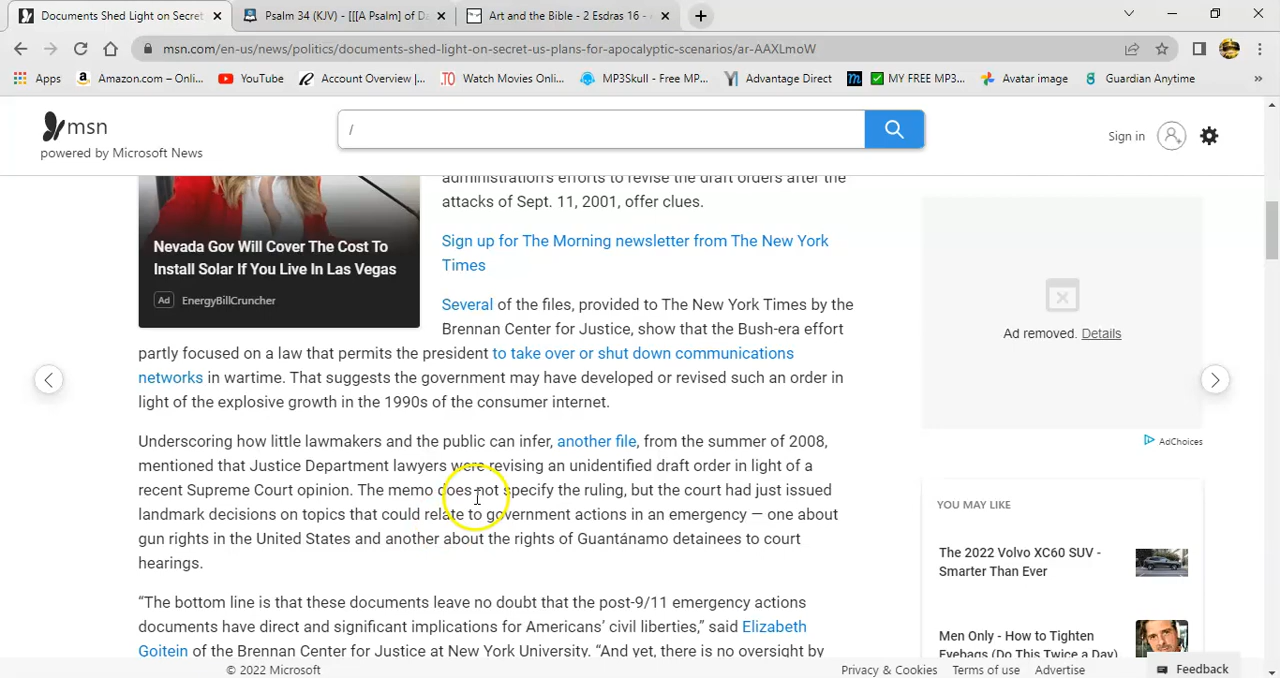 Documents Shed Light on Secret
Psalm 34 (KJV) - [[[A Psalm] of Da
Art and the Bible - 2 Esdras 16 -
msn.com/en-us/news/politics/documents-shed-light-on-secret-us-plans-for-apocalyptic-scenarios/ar-AAXLmoW
Apps
Amazon.com – Onli...
YouTube
Account Overview |...
Watch Movies Onli...
MP3Skull - Free MP...
Advantage Direct
MY FREE MP3...
Avatar image
Guardian Anytime
»
msn
powered by Microsoft News
/
Sign in
administration's efforts to revise the draft orders after the
attacks of Sept. 11, 2001, offer clues.
Sign up for The Morning newsletter from The New York
Times
Nevada Gov Will Cover The Cost To
Install Solar If You Live In Las Vegas
Ad EnergyBillCruncher
Several of the files, provided to The New York Times by the
Brennan Center for Justice, show that the Bush-era effort
partly focused on a law that permits the president to take over or shut down communications
networks in wartime. That suggests the government may have developed or revised such an order in
light of the explosive growth in the 1990s of the consumer internet.
Underscoring how little lawmakers and the public can infer, another file, from the summer of 2008,
mentioned that Justice Department lawyers were revising an unidentified draft order in light of a
recent Supreme Court opinion. The memo does not specify the ruling, but the court had just issued
landmark decisions on topics that could relate to government actions in an emergency — one about
gun rights in the United States and another about the rights of Guantánamo detainees to court
hearings.
“The bottom line is that these documents leave no doubt that the post-9/11 emergency actions
documents have direct and significant implications for Americans’ civil liberties,” said Elizabeth
Goitein of the Brennan Center for Justice at New York University. “And yet, there is no oversight by
Ad removed. Details
AdChoices
YOU MAY LIKE
The 2022 Volvo XC60 SUV -
Smarter Than Ever
Men Only - How to Tighten
Eyebags (Do This Twice a Day)
© 2022 Microsoft
Privacy & Cookies
Terms of use
Advertise
Feedback